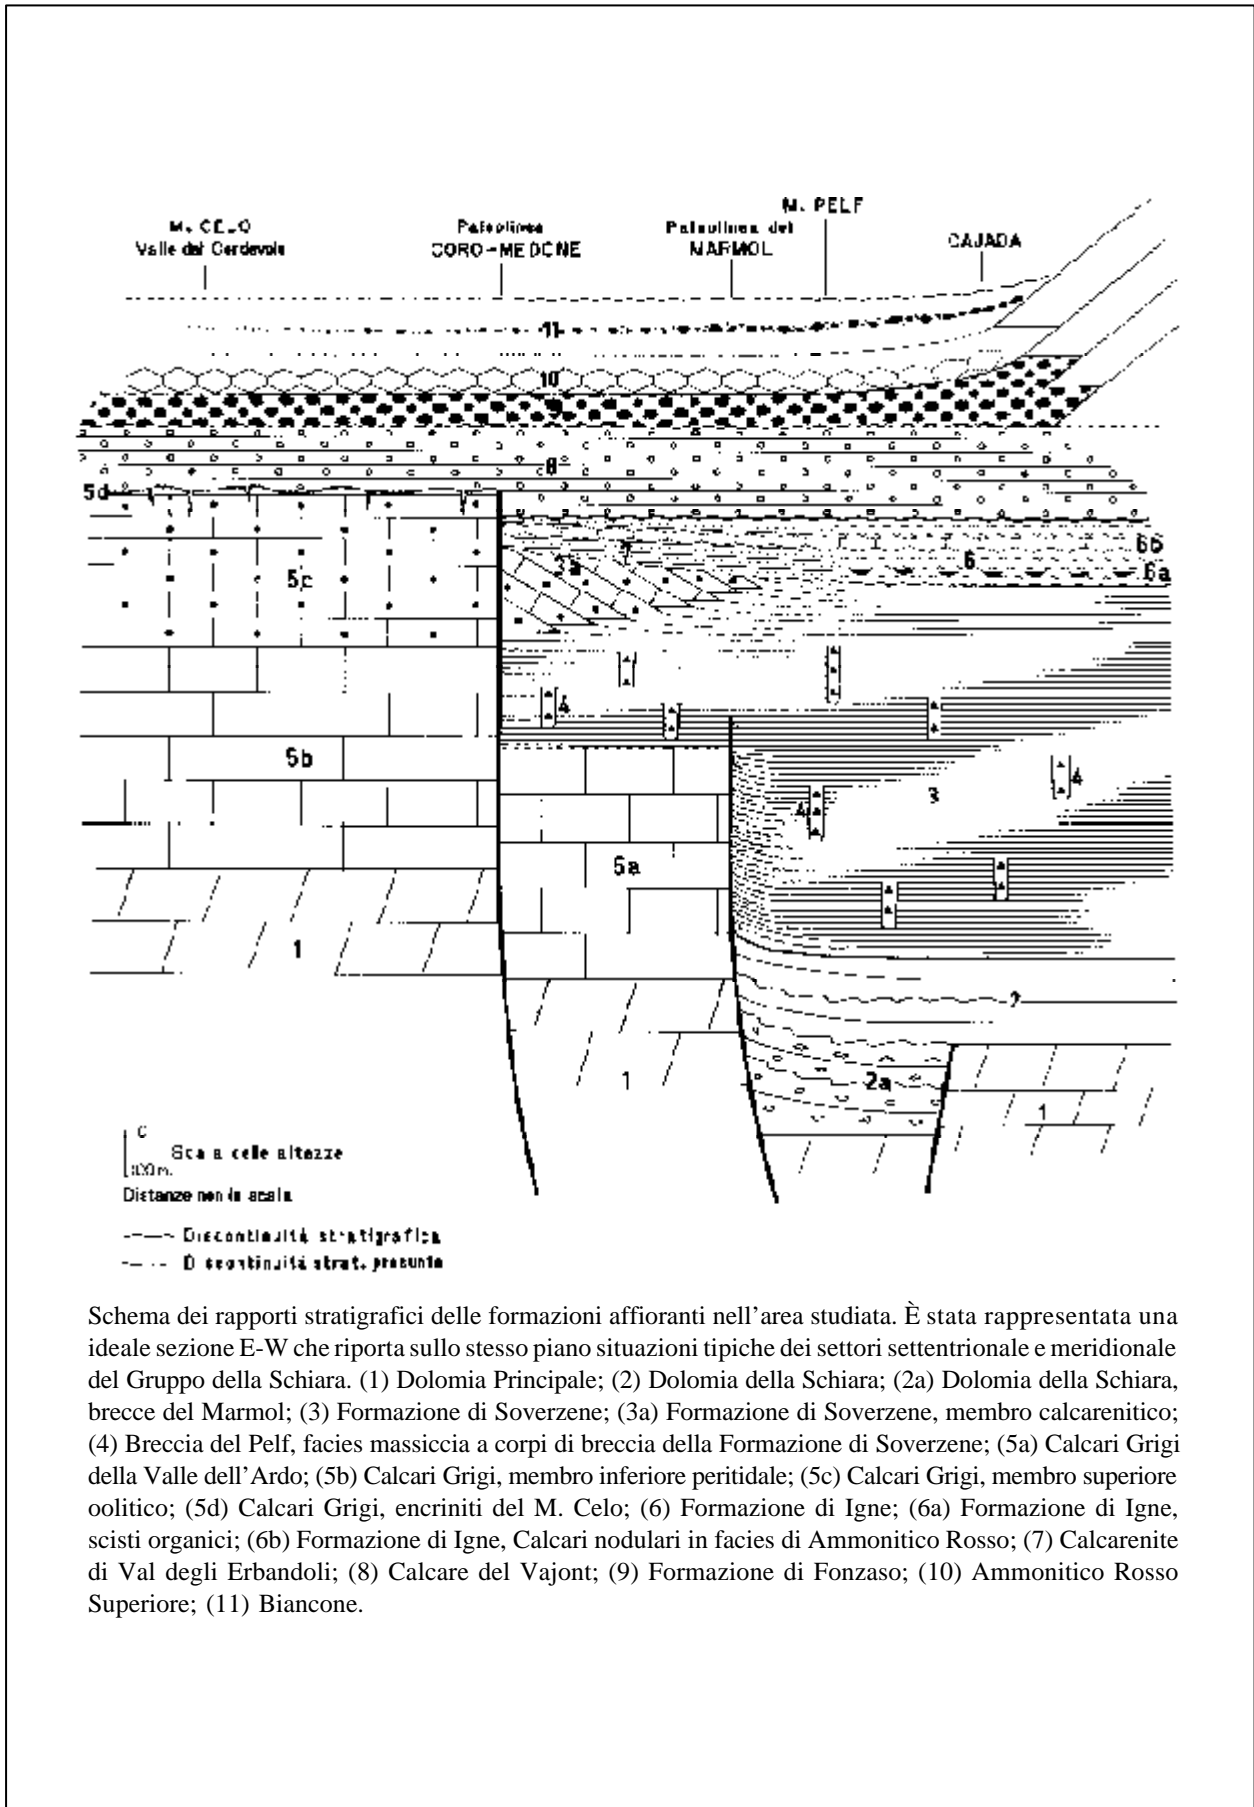 M. PELF
M. CELO
Valle del Cordevole
Paleolinea
CORO-MEDONE
Paleolinea del
MARMOL
CAJADA
11
10
8
5d
7
3a
6
6b
6a
5c
4
5b
3
4
4
5a
1
2
2a
1
1
0
Scala delle altezze
Distanze non in scala
Discontinuità stratigrafica
Discontinuità strat. presunta
Schema dei rapporti stratigrafici delle formazioni affioranti nell’area studiata. È stata rappresentata una
ideale sezione E-W che riporta sullo stesso piano situazioni tipiche dei settori settentrionale e meridionale
del Gruppo della Schiara. (1) Dolomia Principale; (2) Dolomia della Schiara; (2a) Dolomia della Schiara,
brecce del Marmol; (3) Formazione di Soverzene; (3a) Formazione di Soverzene, membro calcarenitico;
(4) Breccia del Pelf, facies massiccia a corpi di breccia della Formazione di Soverzene; (5a) Calcari Grigi
della Valle dell’Ardo; (5b) Calcari Grigi, membro inferiore peritidale; (5c) Calcari Grigi, membro superiore
oolitico; (5d) Calcari Grigi, encriniti del M. Celo; (6) Formazione di Igne; (6a) Formazione di Igne,
scisti organici; (6b) Formazione di Igne, Calcari nodulari in facies di Ammonitico Rosso; (7) Calcarenite
di Val degli Erbandoli; (8) Calcare del Vajont; (9) Formazione di Fonzaso; (10) Ammonitico Rosso
Superiore; (11) Biancone.